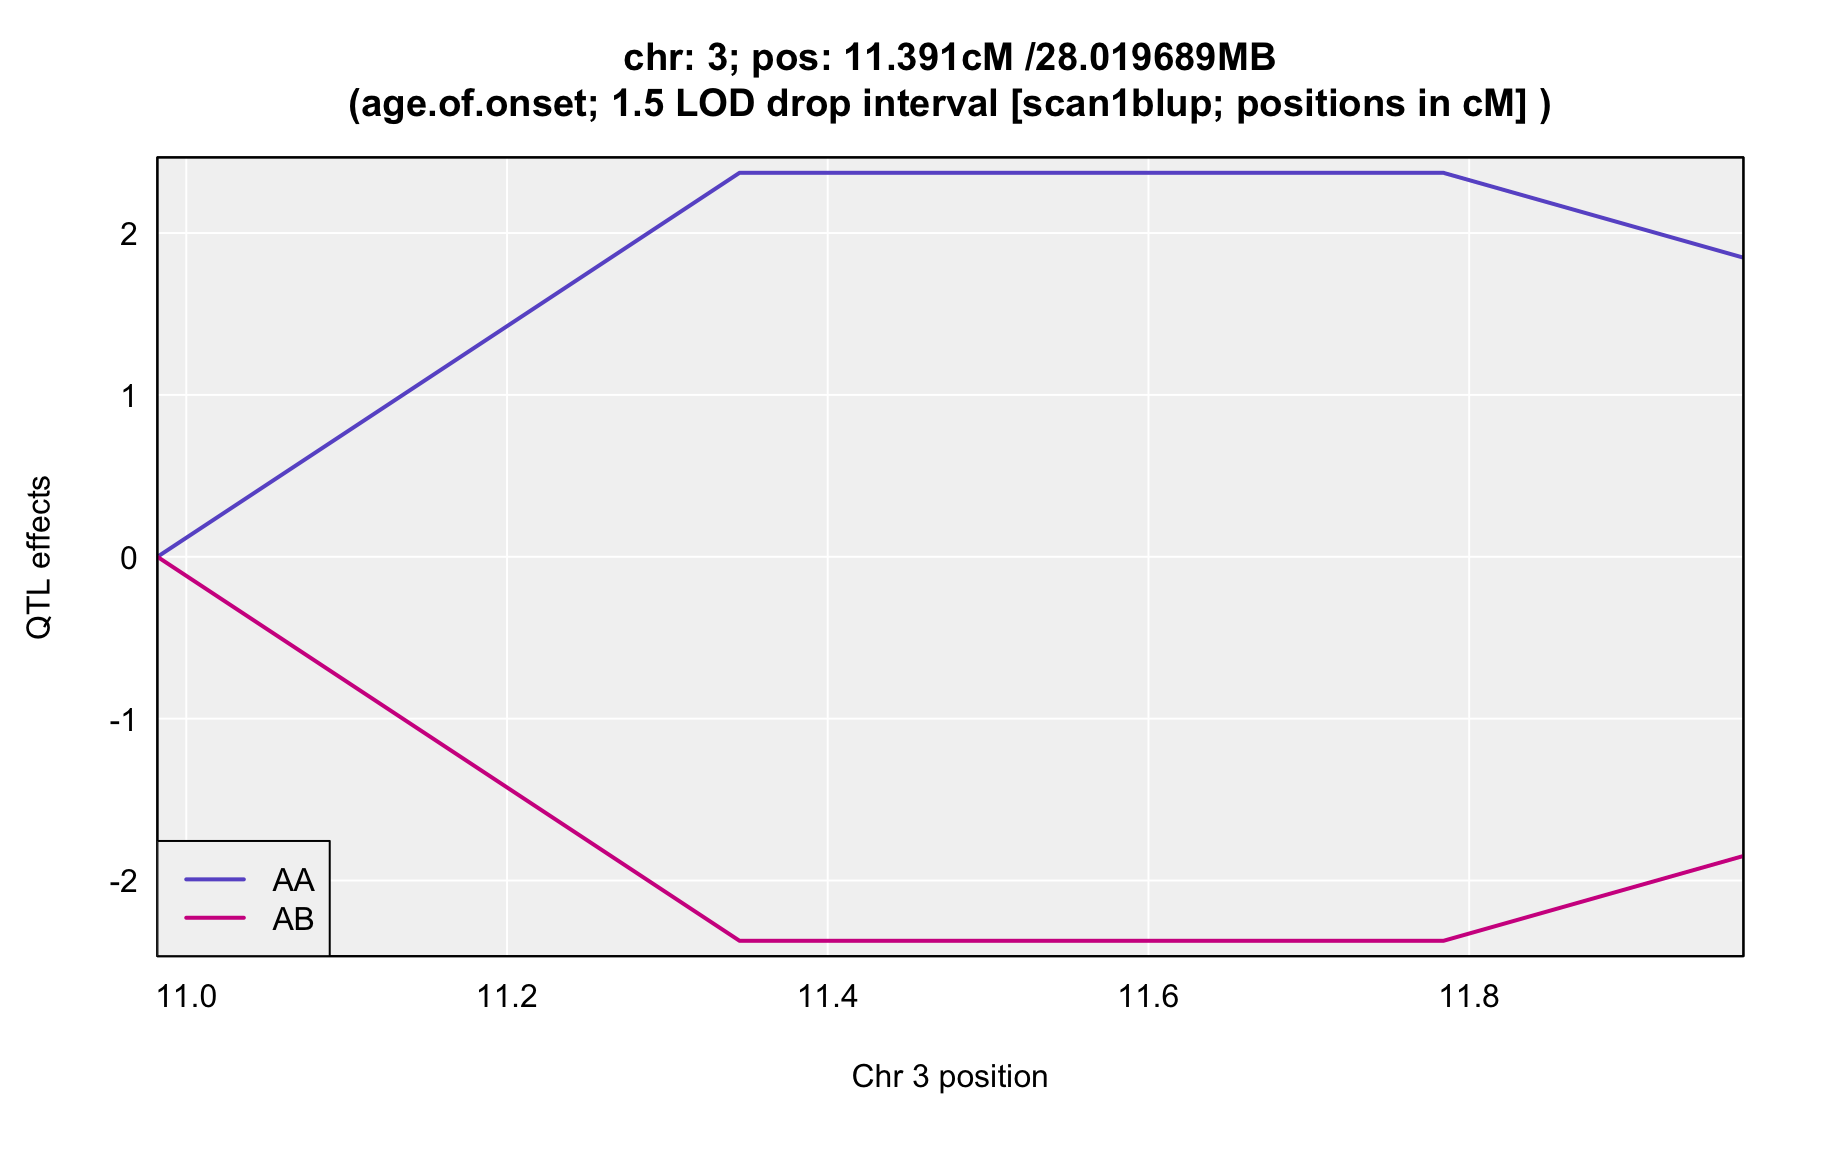 chr: 3; pos: 11.391cM /28.019689MB
(age.of.onset; 1.5 LOD drop interval [scan1blup; positions in cM] )
QTL effects
2
1
0
-1
-2
AA
AB
11.0 11.2 11.4 11.6 11.8
Chr 3 position